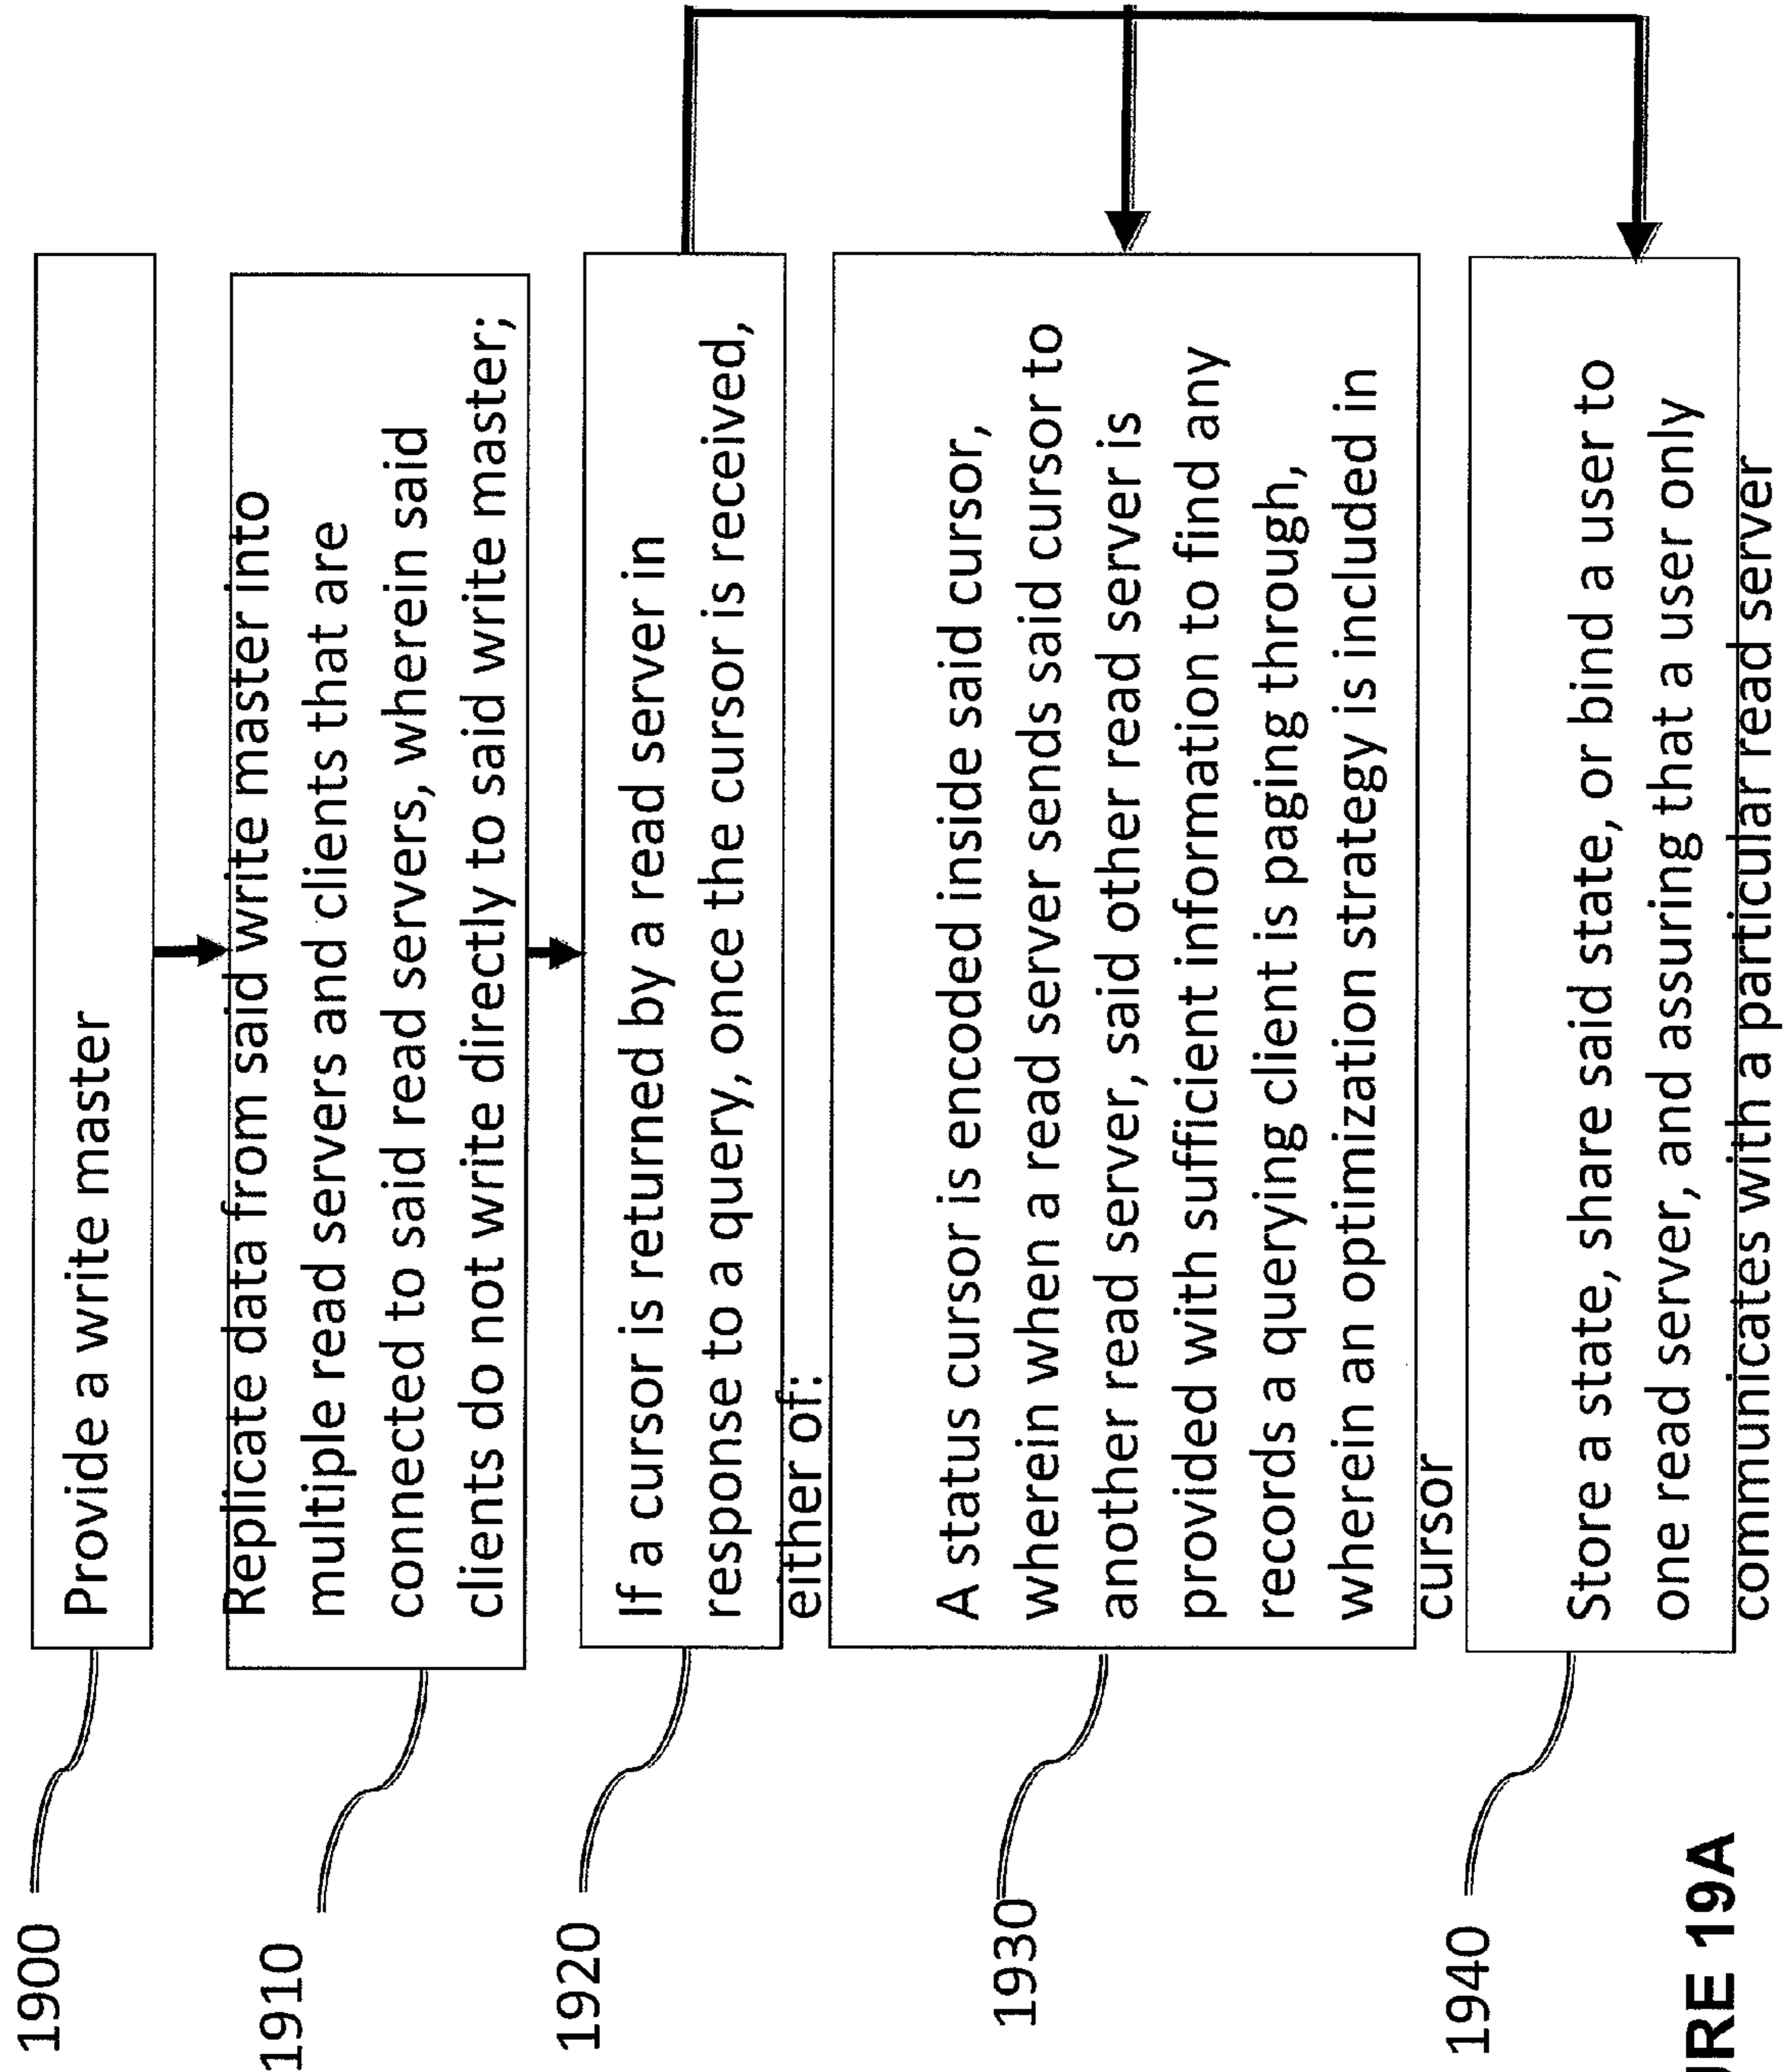 1900
Provide a write master
1910
Replicate data from said write master into
multiple read servers and clients that are
connected to said read servers, wherein said
clients do not write directly to said write master;
1920
If a cursor is returned by a read server in
response to a query, once the cursor is received,
either of:
1930
A status cursor is encoded inside said cursor,
wherein when a read server sends said cursor to
another read server, said other read server is
provided with sufficient information to find any
records a querying client is paging through,
wherein an optimization strategy is included in
cursor
1940
Store a state, share said state, or bind a user to
one read server, and assuring that a user only
communicates with a particular read server
URE 19A